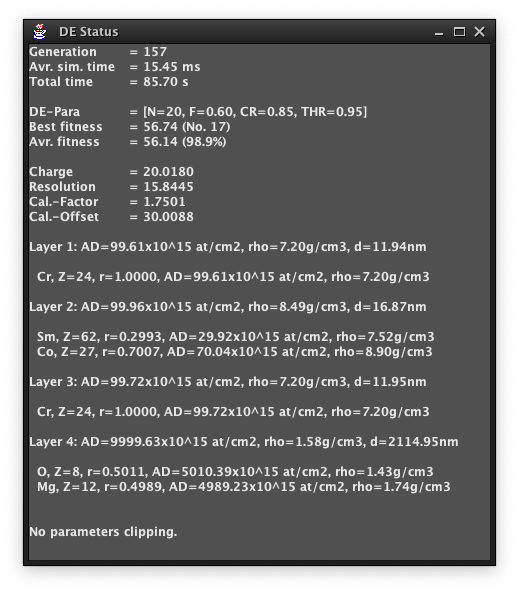 DE Status
Generation = 157
Avr. sim. time = 15.45 ms
Total time = 85.70 s
DE-Para = [N=20, F=0.60, CR=0.85, THR=0.95]
Best fitness = 56.74 (No. 17)
Avr. fitness = 56.14 (98.9%)
Charge = 20.0180
Resolution = 15.8445
Cal.-Factor = 1.7501
Cal.-Offset = 30.0088
Layer 1: AD=99.61x10^15 at/cm2, rho=7.20g/cm3, d=11.94nm
Cr, Z=24, r=1.0000, AD=99.61x10^15 at/cm2, rho=7.20g/cm3
Layer 2: AD=99.96x10^15 at/cm2, rho=8.49g/cm3, d=16.87nm
Sm, Z=62, r=0.2993, AD=29.92x10^15 at/cm2, rho=7.52g/cm3
Co, Z=27, r=0.7007, AD=70.04x10^15 at/cm2, rho=8.90g/cm3
Layer 3: AD=99.72x10^15 at/cm2, rho=7.20g/cm3, d=11.95nm
Cr, Z=24, r=1.0000, AD=99.72x10^15 at/cm2, rho=7.20g/cm3
Layer 4: AD=9999.63x10^15 at/cm2, rho=1.58g/cm3, d=2114.95nm
O, Z=8, r=0.5011, AD=5010.39x10^15 at/cm2, rho=1.43g/cm3
Mg, Z=12, r=0.4989, AD=4989.23x10^15 at/cm2, rho=1.74g/cm3
No parameters clipping.